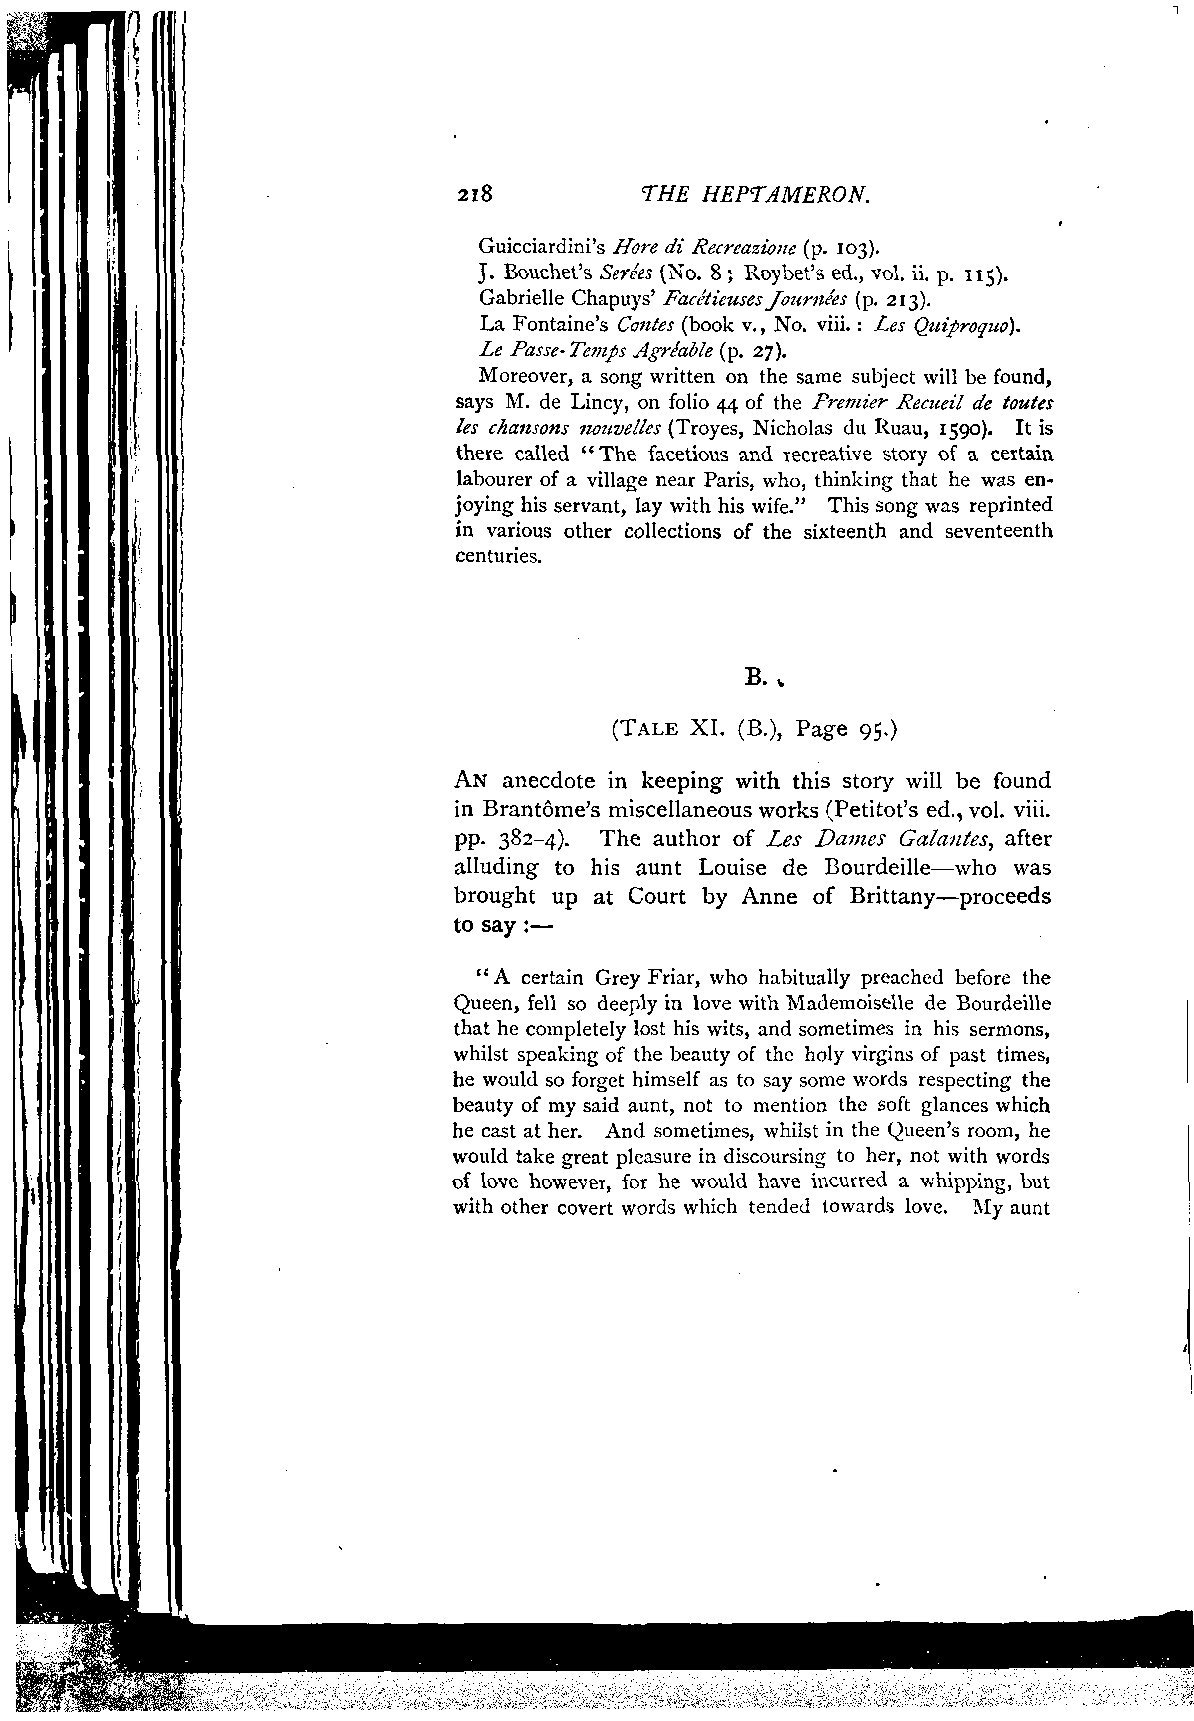 218 THE HEPTAMERON.
Guicciardini's Hore di Recreazione (p. 103).
J. Bouchet's Serées (No. 8 ; Roybet's ed., vol. ii. p. 115).
Gabrielle Chapuys' Facétieuses Journées (p. 213).
La Fontaine's Contes (book v., No. viii. : Les Quiproquo).
Le Passe-Temps Agréable (p. 27).
Moreover, a song written on the same subject will be found,
says M. de Lincy, on folio 44 of the Premier Recueil de toutes
les chansons nouvelles (Troyes, Nicholas du Ruau, 1590). It is
there called “The facetious and recreative story of a certain
labourer of a village near Paris, who, thinking that he was en-
joying his servant, lay with his wife.” This song was reprinted
in various other collections of the sixteenth and seventeenth
centuries.
B.
(TALE XI. (B.), Page 95.)
AN anecdote in keeping with this story will be found
in Brantôme's miscellaneous works (Petitot's ed., vol. viii.
pp. 382–4). The author of Les Dames Galantes, after
alluding to his aunt Louise de Bourdeille—who was
brought up at Court by Anne of Brittany—proceeds
to say :—
“A certain Grey Friar, who habitually preached before the
Queen, fell so deeply in love with Mademoiselle de Bourdeille
that he completely lost his wits, and sometimes in his sermons,
whilst speaking of the beauty of the holy virgins of past times,
he would so forget himself as to say some words respecting the
beauty of my said aunt, not to mention the soft glances which
he cast at her. And sometimes, whilst in the Queen's room, he
would take great pleasure in discoursing to her, not with words
of love however, for he would have incurred a whipping, but
with other covert words which tended towards love. My aunt